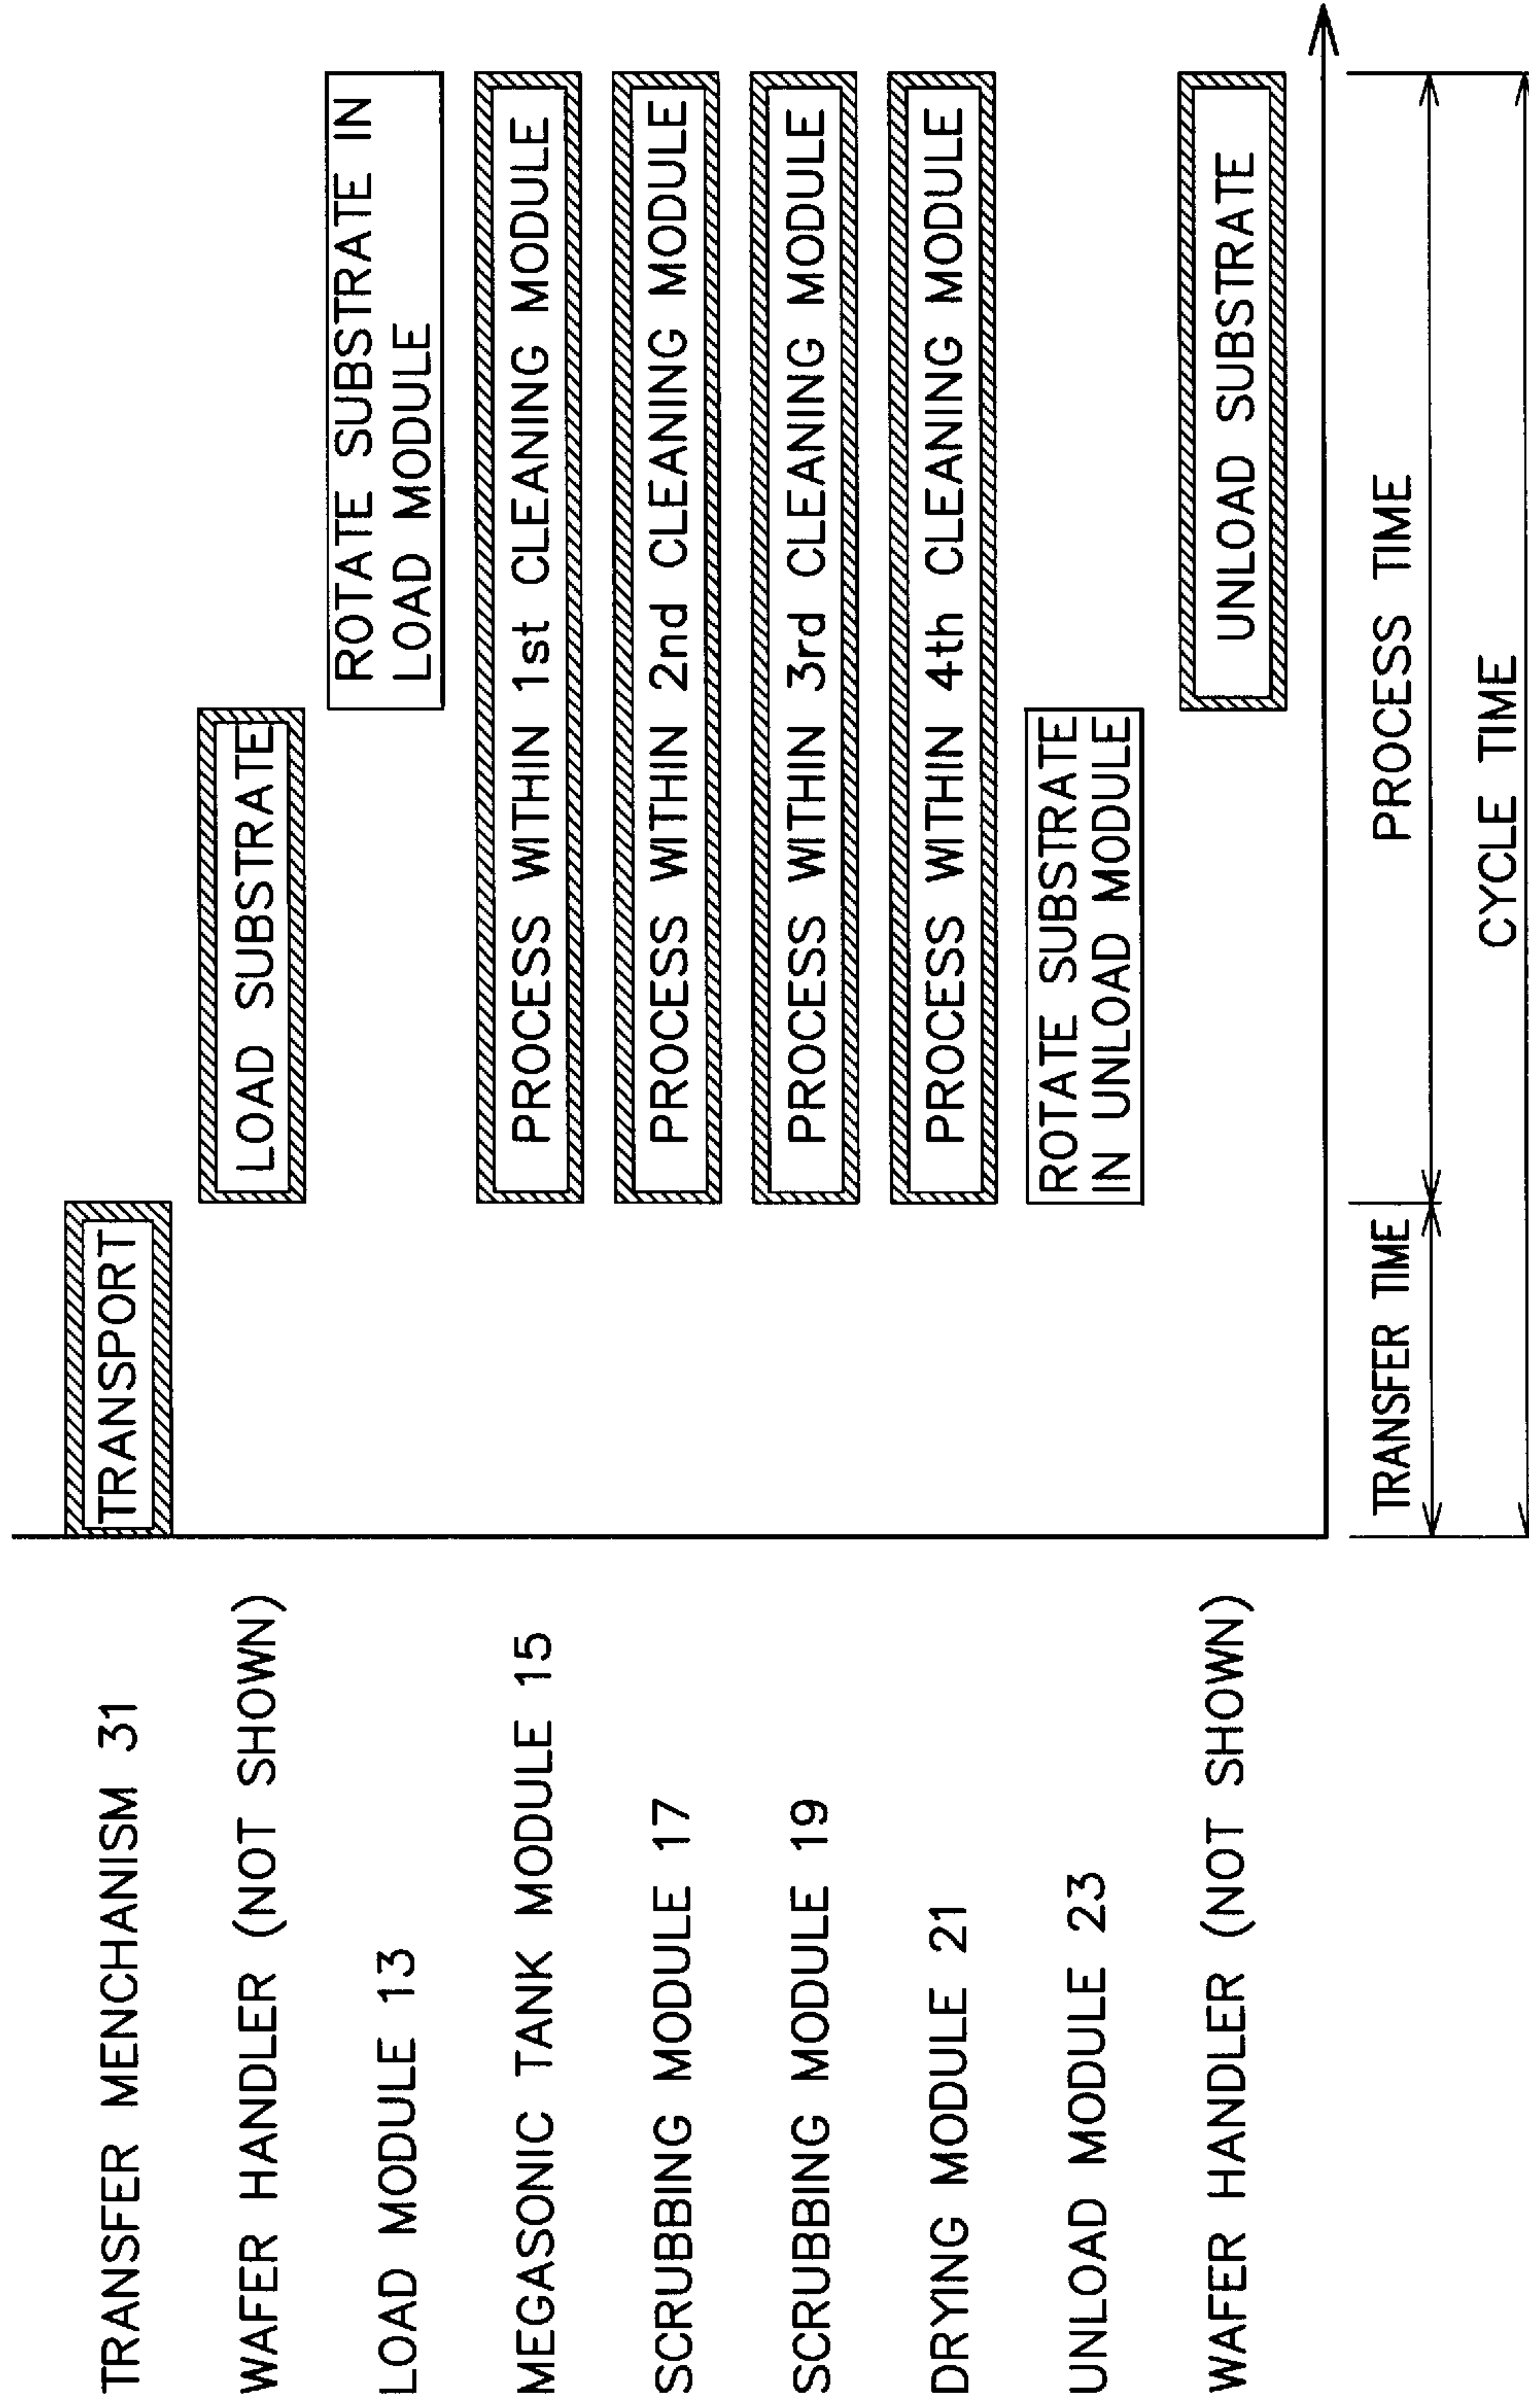 TRANSFER MENCHANISM 31
TRANSPORT
WAFER HANDLER (NOT SHOWN)
LOAD SUBSTRATE
LOAD MODULE 13
ROTATE SUBSTRATE IN
LOAD MODULE
MEGASONIC TANK MODULE 15
PROCESS WITHIN 1st CLEANING MODULE
SCRUBBING MODULE 17
PROCESS WITHIN 2nd CLEANING MODULE
SCRUBBING MODULE 19
PROCESS WITHIN 3rd CLEANING MODULE
DRYING MODULE 21
PROCESS WITHIN 4th CLEANING MODULE
UNLOAD MODULE 23
ROTATE SUBSTRATE
IN UNLOAD MODULE
WAFER HANDLER (NOT SHOWN)
UNLOAD SUBSTRATE
TRANSFER TIME
PROCESS TIME
CYCLE TIME